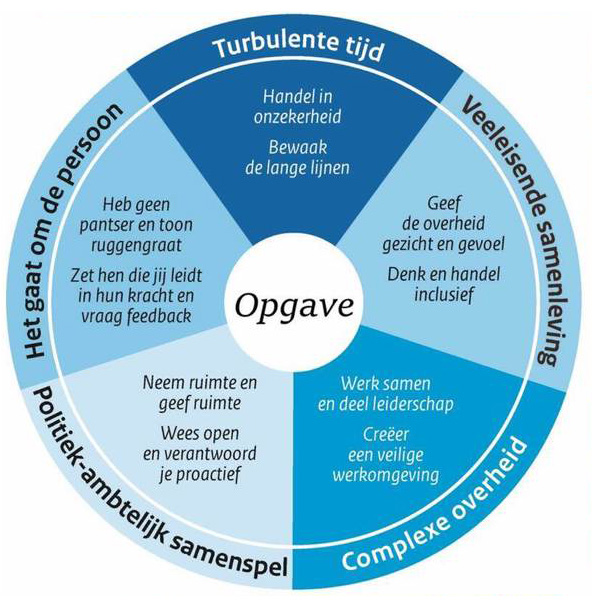 Turbulente tijd
Handel in
onzekerheid
Bewaak
de lange lijnen
Veeleisende samenleving
Geef
de overheid
gezicht en gevoel
Denk en handel
inclusief
Complexe overheid
Werk samen
en deel leiderschap
Creëer
een veilige
werkomgeving
Politiek-ambtelijk samenspel
Neem ruimte en
geef ruimte
Wees open
en verantwoord
je proactief
Het gaat om de persoon
Heb geen
pantser en toon
ruggengraat
Zet hen die jij leidt
in hun kracht en
vraag feedback
Opgave